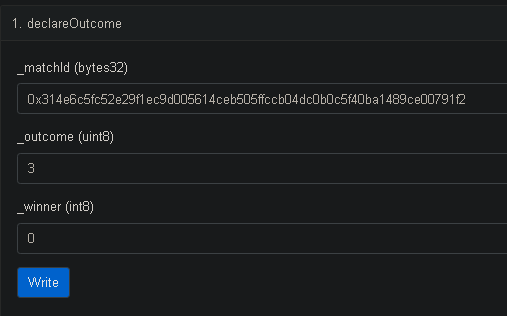 1. declareOutcome
_matchId (bytes32)
0x314e6c5fc52e29f1ec9d005614ceb505ffccb04dc0b0c5f40ba1489ce00791f2
_outcome (uint8)
3
_winner (int8)
0
Write